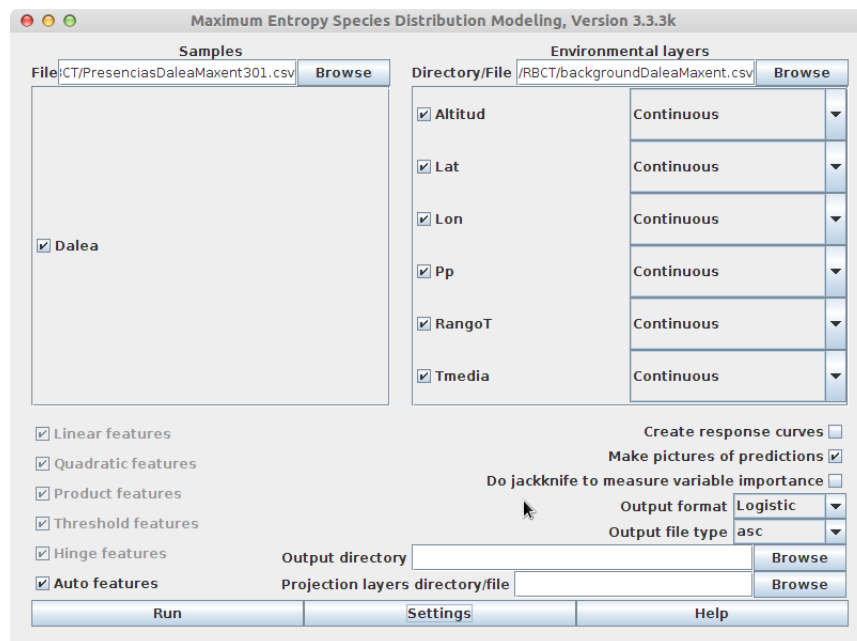 Maximum Entropy Species Distribution Modeling, Version 3.3.3k
Samples
File :CT/PresenciasDaleaMaxent301.csv Browse
Dalea
Environmental layers
Directory/File /RBCT/backgroundDaleaMaxent.csv Browse
Altitud Continuous
Lat Continuous
Lon Continuous
Pp Continuous
RangoT Continuous
Tmedia Continuous
Linear features
Quadratic features
Product features
Threshold features
Hinge features
Auto features
Create response curves
Make pictures of predictions
Do jackknife to measure variable importance
Output format Logistic
Output file type asc
Output directory Browse
Projection layers directory/file Browse
Run Settings Help